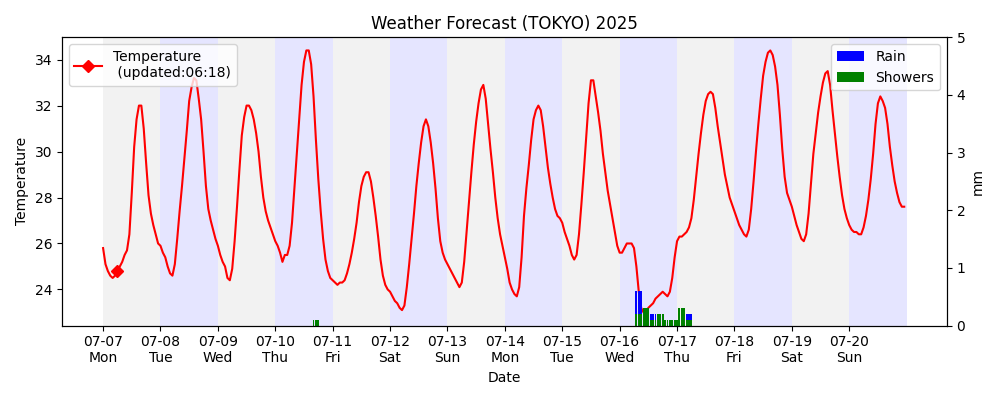 Weather Forecast (TOKYO) 2025
Temperature
(updated:06:18)
Rain
Showers
Temperature
34
32
30
28
26
24
5
4
3
2
1
0
mm
07-07 07-08 07-09 07-10 07-11 07-12 07-13 07-14 07-15 07-16 07-17 07-18 07-19 07-20
Mon Tue Wed Thu Fri Sat Sun Mon Tue Wed Thu Fri Sat Sun
Date